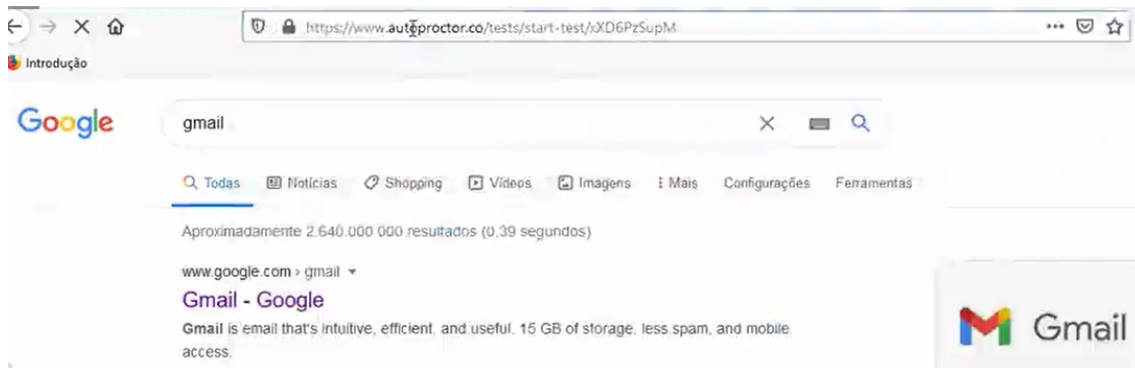 https://www.autoproctor.co/tests/start-test/xXD6PzSupM
Introdução
Google
gmail
Todas Notícias Shopping Vídeos Imagens Mais Configurações Ferramentas
Aproximadamente 2.640.000.000 resultados (0,39 segundos)
www.google.com › gmail
Gmail - Google
Gmail is email that's intuitive, efficient, and useful. 15 GB of storage, less spam, and mobile
access.
Gmail